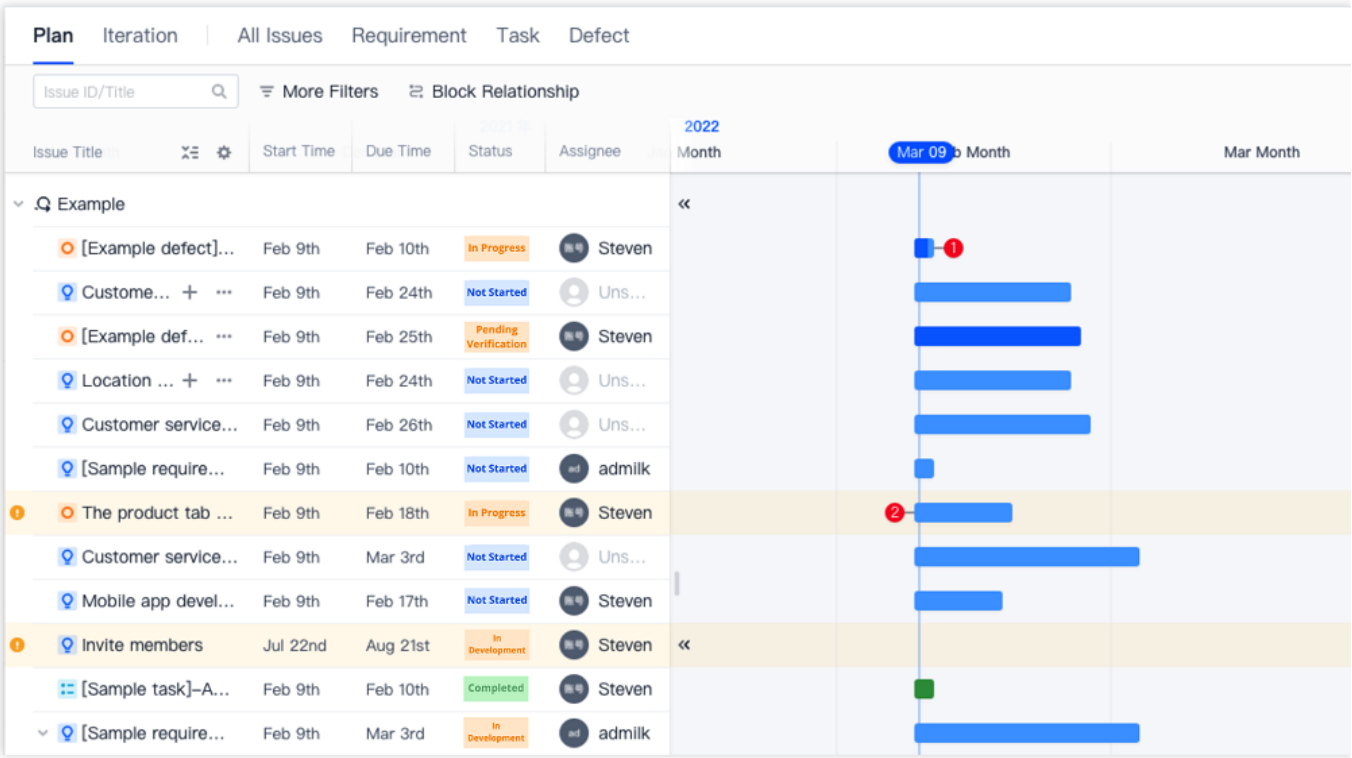 Plan Iteration All Issues Requirement Task Defect
Issue ID/Title More Filters Block Relationship
2022
Issue Title Start Time Due Time Status Assignee Month Mar 09 b Month Mar Month
Example «
[Example defect]... Feb 9th Feb 10th In Progress Steven 1
Custome... + ... Feb 9th Feb 24th Not Started Uns...
[Example def... ... Feb 9th Feb 25th Pending Verification Steven
Location ... + ... Feb 9th Feb 24th Not Started Uns...
Customer service... Feb 9th Feb 26th Not Started Uns...
[Sample require... Feb 9th Feb 10th Not Started ad admilk
The product tab ... Feb 9th Feb 18th In Progress Steven 2
Customer service... Feb 9th Mar 3rd Not Started Uns...
Mobile app devel... Feb 9th Feb 17th Not Started Steven
Invite members Jul 22nd Aug 21st In Development Steven «
[Sample task]-A... Feb 9th Feb 10th Completed Steven
[Sample require... Feb 9th Mar 3rd In Development ad admilk